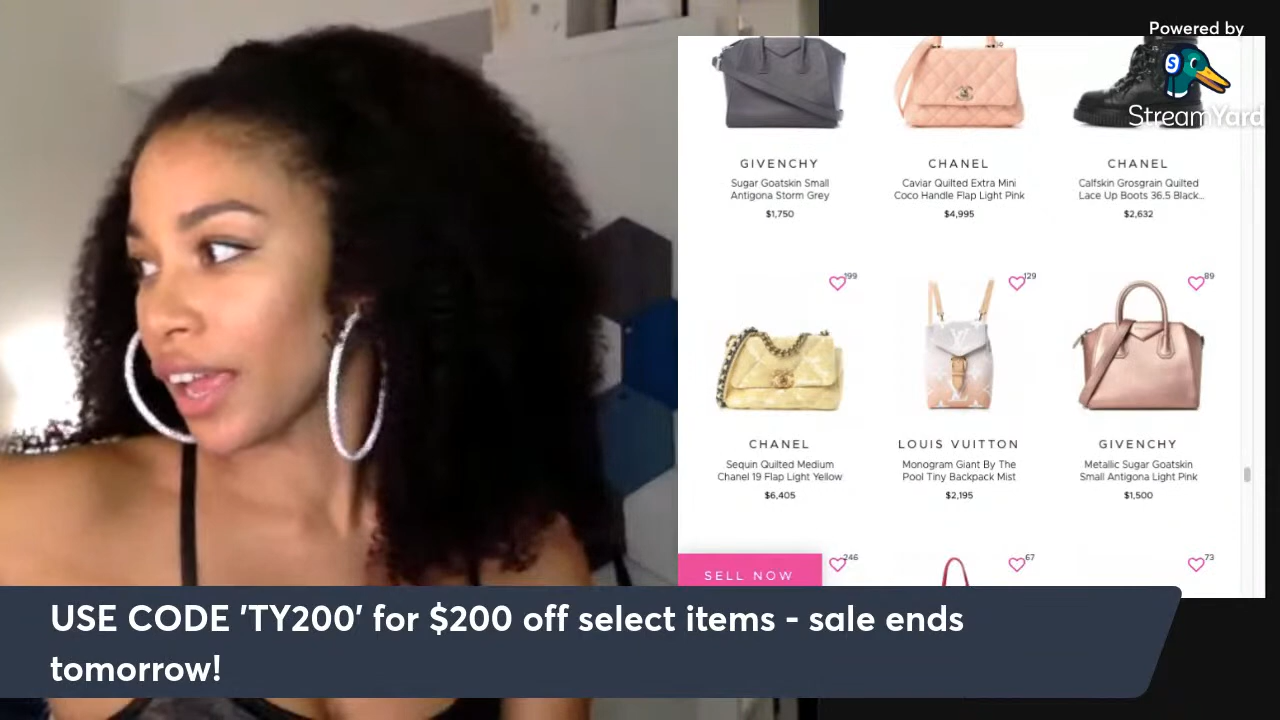 Powered by
S
StreamYard
GIVENCHY
Sugar Goatskin Small
Antigona Storm Grey
$1,750
CHANEL
Caviar Quilted Extra Mini
Coco Handle Flap Light Pink
$4,995
CHANEL
Calfskin Grosgrain Quilted
Lace Up Boots 36.5 Black...
$2,632
199
129
89
CHANEL
Sequin Quilted Medium
Chanel 19 Flap Light Yellow
$6,405
LOUIS VUITTON
Monogram Giant By The
Pool Tiny Backpack Mist
$2,195
GIVENCHY
Metallic Sugar Goatskin
Small Antigona Light Pink
$1,500
SELL NOW
246
67
73
USE CODE 'TY200' for $200 off select items - sale ends
tomorrow!